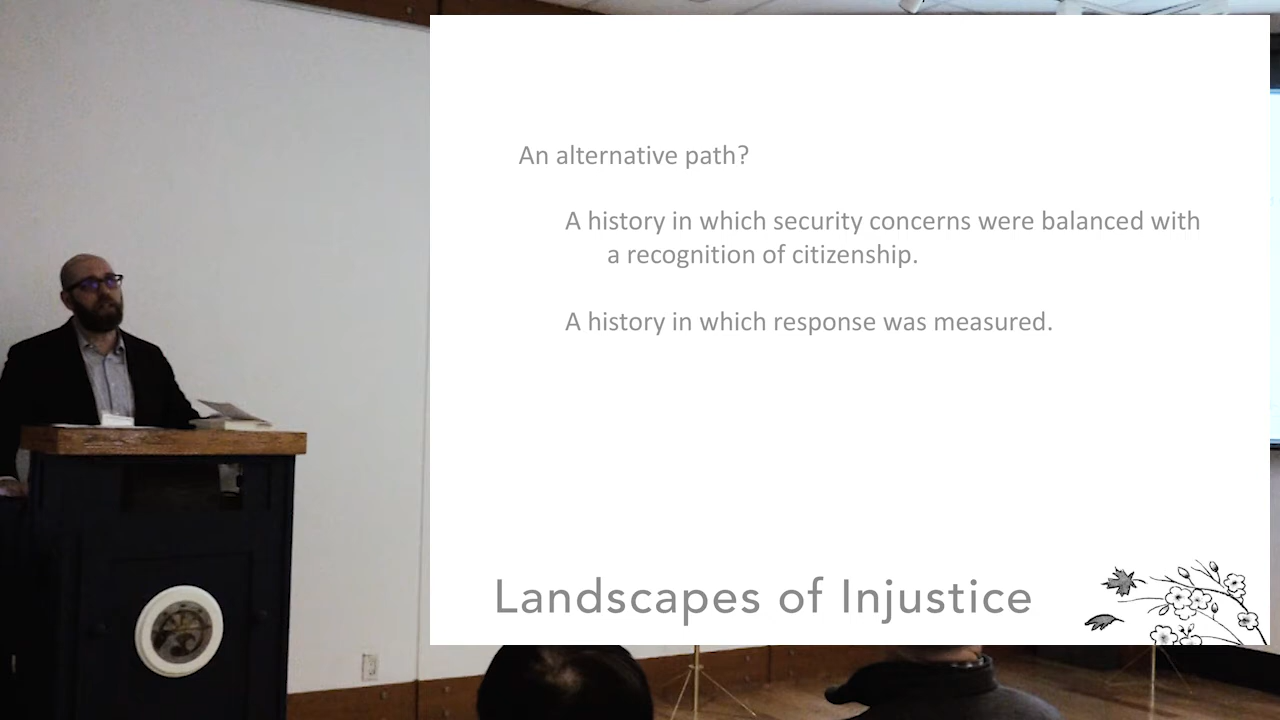 An alternative path?
A history in which security concerns were balanced with
a recognition of citizenship.
A history in which response was measured.
Landscapes of Injustice